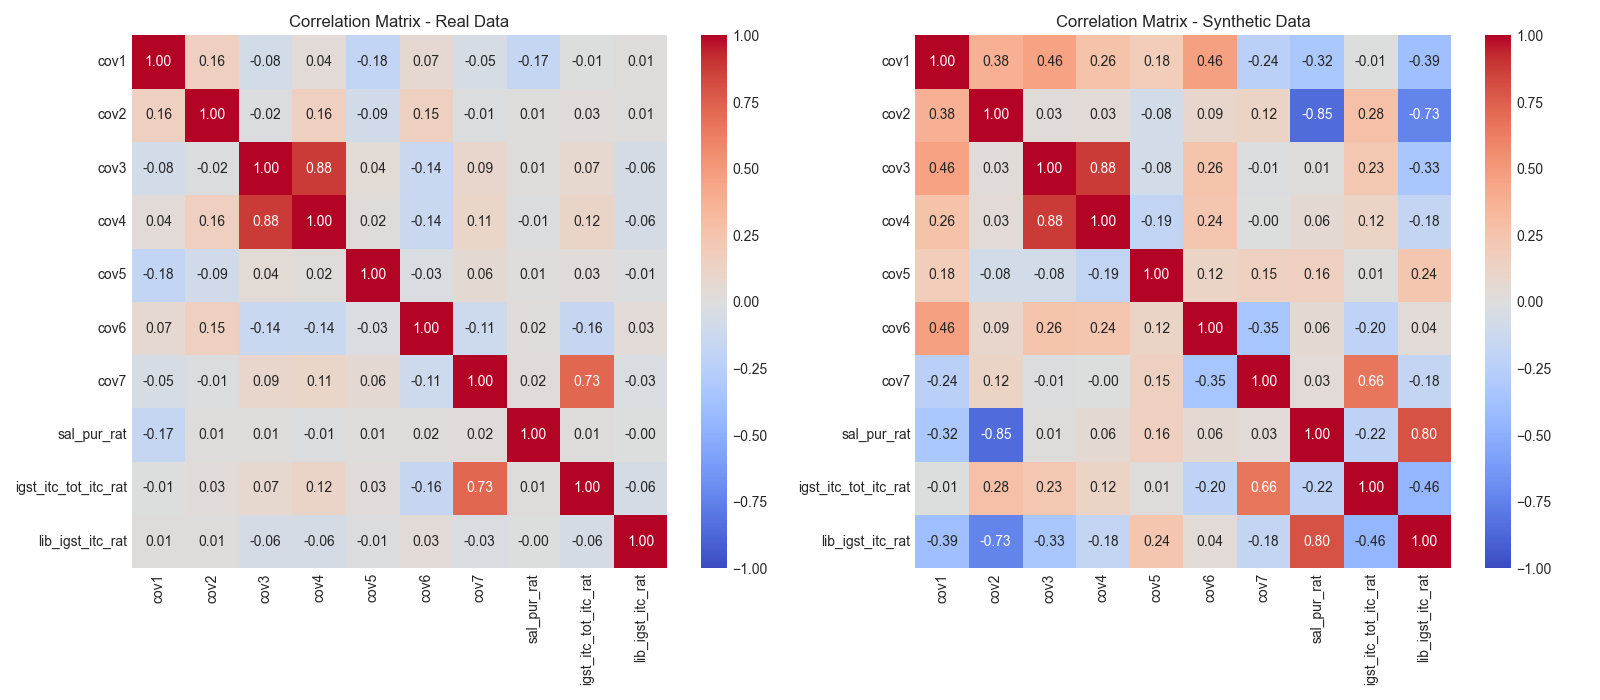 Correlation Matrix - Real Data
cov1 1.00 0.16 -0.08 0.04 -0.18 0.07 -0.05 -0.17 -0.01 0.01
cov2 0.16 1.00 -0.02 0.16 -0.09 0.15 -0.01 0.01 0.03 0.01
cov3 -0.08 -0.02 1.00 0.88 0.04 -0.14 0.09 0.01 0.07 -0.06
cov4 0.04 0.16 0.88 1.00 0.02 -0.14 0.11 -0.01 0.12 -0.06
cov5 -0.18 -0.09 0.04 0.02 1.00 -0.03 0.06 0.01 0.03 -0.01
cov6 0.07 0.15 -0.14 -0.14 -0.03 1.00 -0.11 0.02 -0.16 0.03
cov7 -0.05 -0.01 0.09 0.11 0.06 -0.11 1.00 0.02 0.73 -0.03
sal_pur_rat -0.17 0.01 0.01 -0.01 0.01 0.02 0.02 1.00 0.01 -0.00
igst_itc_tot_itc_rat -0.01 0.03 0.07 0.12 0.03 -0.16 0.73 0.01 1.00 -0.06
lib_igst_itc_rat 0.01 0.01 -0.06 -0.06 -0.01 0.03 -0.03 -0.00 -0.06 1.00
cov1 cov2 cov3 cov4 cov5 cov6 cov7 sal_pur_rat igst_itc_tot_itc_rat lib_igst_itc_rat
1.00
0.75
0.50
0.25
0.00
−0.25
−0.50
−0.75
−1.00
Correlation Matrix - Synthetic Data
cov1 1.00 0.38 0.46 0.26 0.18 0.46 -0.24 -0.32 -0.01 -0.39
cov2 0.38 1.00 0.03 0.03 -0.08 0.09 0.12 -0.85 0.28 -0.73
cov3 0.46 0.03 1.00 0.88 -0.08 0.26 -0.01 0.01 0.23 -0.33
cov4 0.26 0.03 0.88 1.00 -0.19 0.24 -0.00 0.06 0.12 -0.18
cov5 0.18 -0.08 -0.08 -0.19 1.00 0.12 0.15 0.16 0.01 0.24
cov6 0.46 0.09 0.26 0.24 0.12 1.00 -0.35 0.06 -0.20 0.04
cov7 -0.24 0.12 -0.01 -0.00 0.15 -0.35 1.00 0.03 0.66 -0.18
sal_pur_rat -0.32 -0.85 0.01 0.06 0.16 0.06 0.03 1.00 -0.22 0.80
igst_itc_tot_itc_rat -0.01 0.28 0.23 0.12 0.01 -0.20 0.66 -0.22 1.00 -0.46
lib_igst_itc_rat -0.39 -0.73 -0.33 -0.18 0.24 0.04 -0.18 0.80 -0.46 1.00
cov1 cov2 cov3 cov4 cov5 cov6 cov7 sal_pur_rat igst_itc_tot_itc_rat lib_igst_itc_rat
1.00
0.75
0.50
0.25
0.00
−0.25
−0.50
−0.75
−1.00